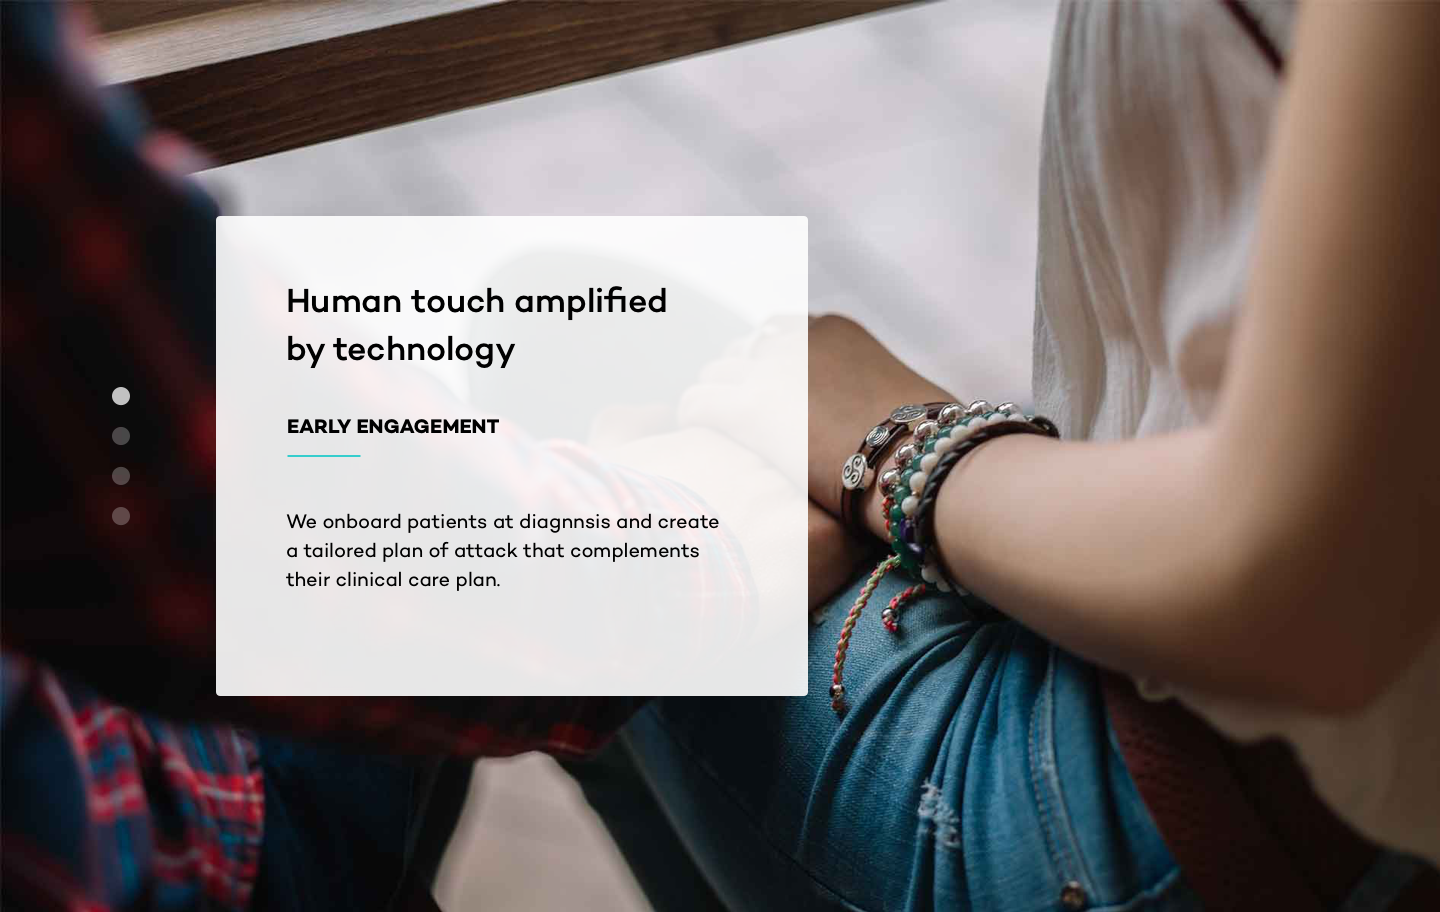 Human touch amplified
by technology
EARLY ENGAGEMENT
We onboard patients at diagnnsis and create
a tailored plan of attack that complements
their clinical care plan.